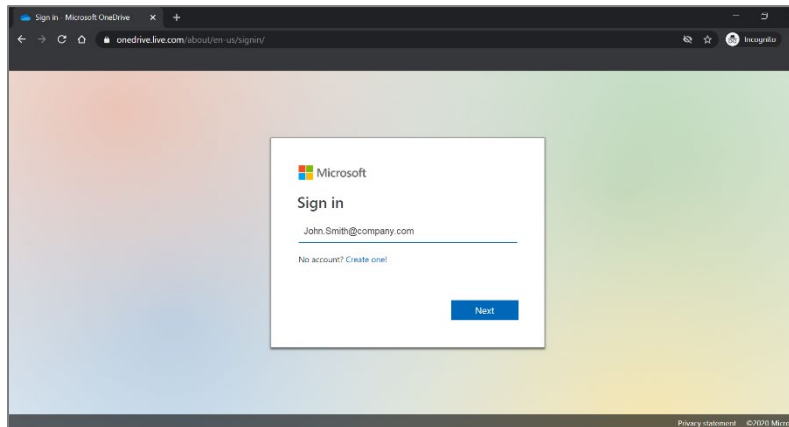 Sign in - Microsoft OneDrive
onedrive.live.com/about/en-us/signin/
Incognito
Microsoft
Sign in
John.Smith@company.com
No account? Create one!
Next
Privacy statement ©2020 Micro